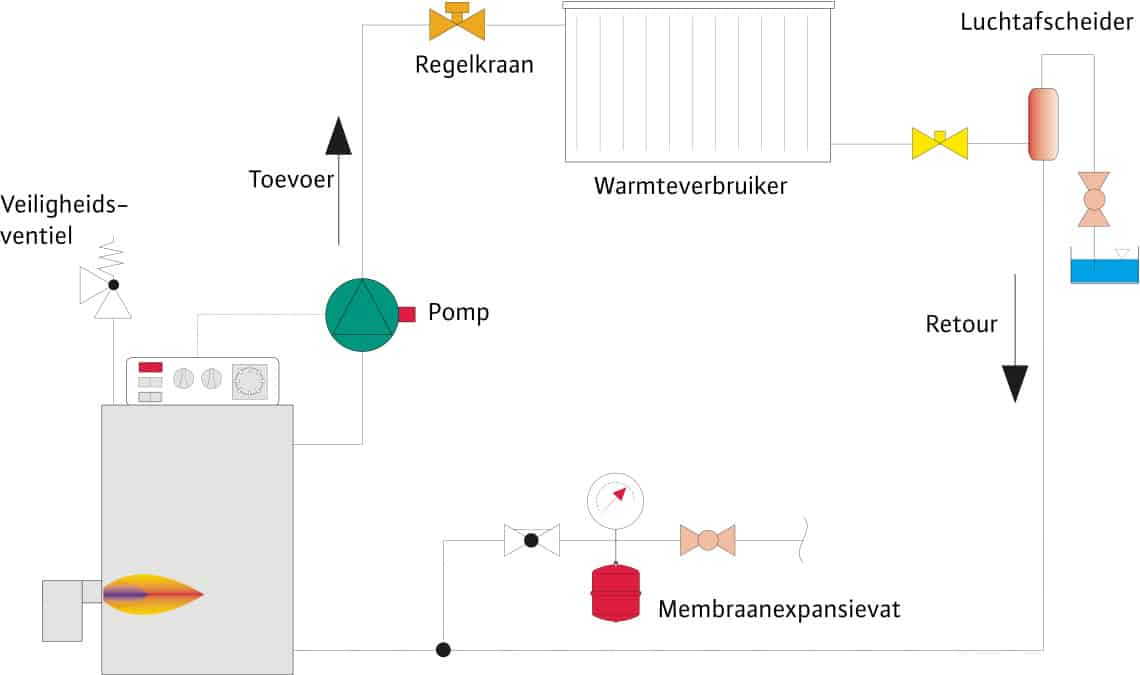 Luchtafscheider
Regelkraan
Toevoer
Warmteverbruiker
Veiligheids-
ventiel
Pomp
Retour
Membraanexpansievat